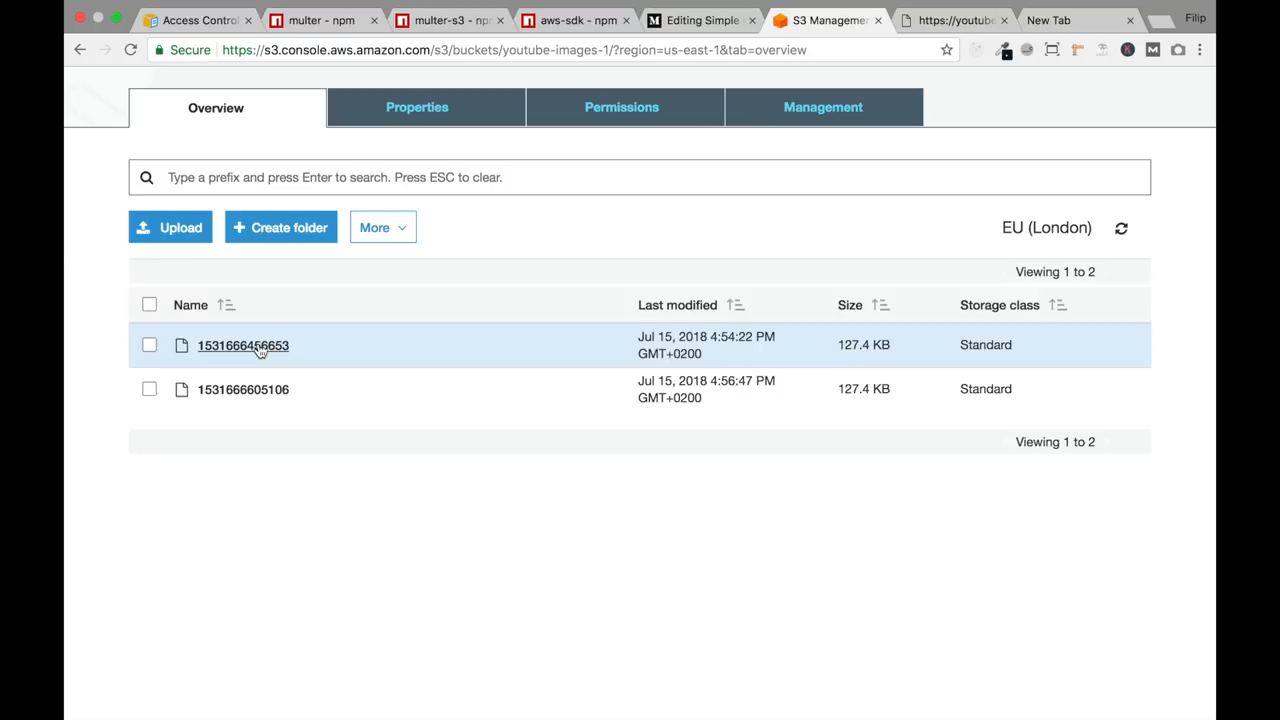 Access Control
multer - npm
multer-s3 - npm
aws-sdk - npm
Editing Simple
S3 Managemen
https://youtube
New Tab
Filip
Secure
https://s3.console.aws.amazon.com/s3/buckets/youtube-images-1/?region=us-east-1&tab=overview
Overview
Properties
Permissions
Management
Type a prefix and press Enter to search. Press ESC to clear.
Upload
Create folder
More
EU (London)
Viewing 1 to 2
Name
Last modified
Size
Storage class
1531666456653
Jul 15, 2018 4:54:22 PM
GMT+0200
127.4 KB
Standard
1531666605106
Jul 15, 2018 4:56:47 PM
GMT+0200
127.4 KB
Standard
Viewing 1 to 2